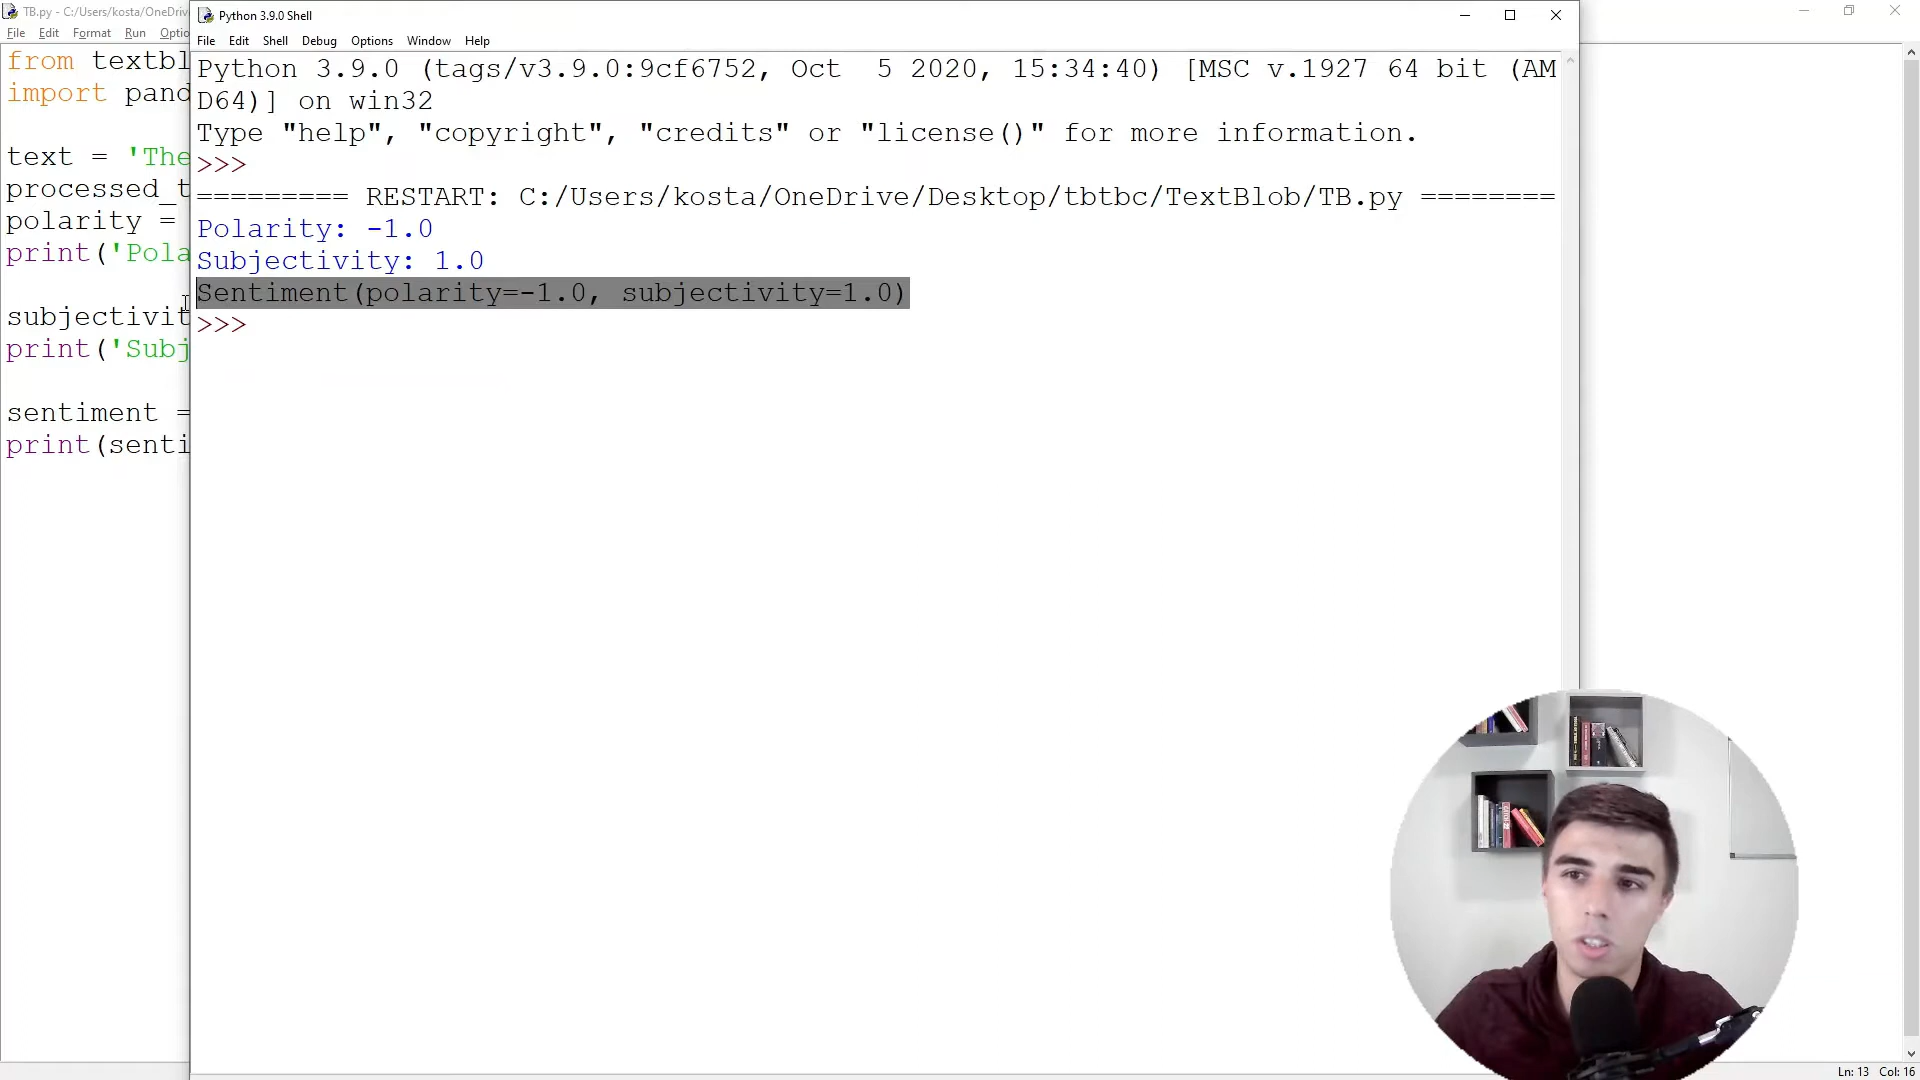 TB.py - C:/Users/kosta/OneDrive
File Edit Format Run Optio
from textbl
import pand
text = 'The
processed_t
polarity =
print('Pola
subjectivit
print('Subj
sentiment =
print(senti
Python 3.9.0 Shell
File Edit Shell Debug Options Window Help
Python 3.9.0 (tags/v3.9.0:9cf6752, Oct  5 2020, 15:34:40) [MSC v.1927 64 bit (AM
D64)] on win32
Type "help", "copyright", "credits" or "license()" for more information.
>>>
========= RESTART: C:/Users/kosta/OneDrive/Desktop/tbtbc/TextBlob/TB.py ========
Polarity: -1.0
Subjectivity: 1.0
Sentiment(polarity=-1.0, subjectivity=1.0)
>>>
Ln: 13 Col: 16